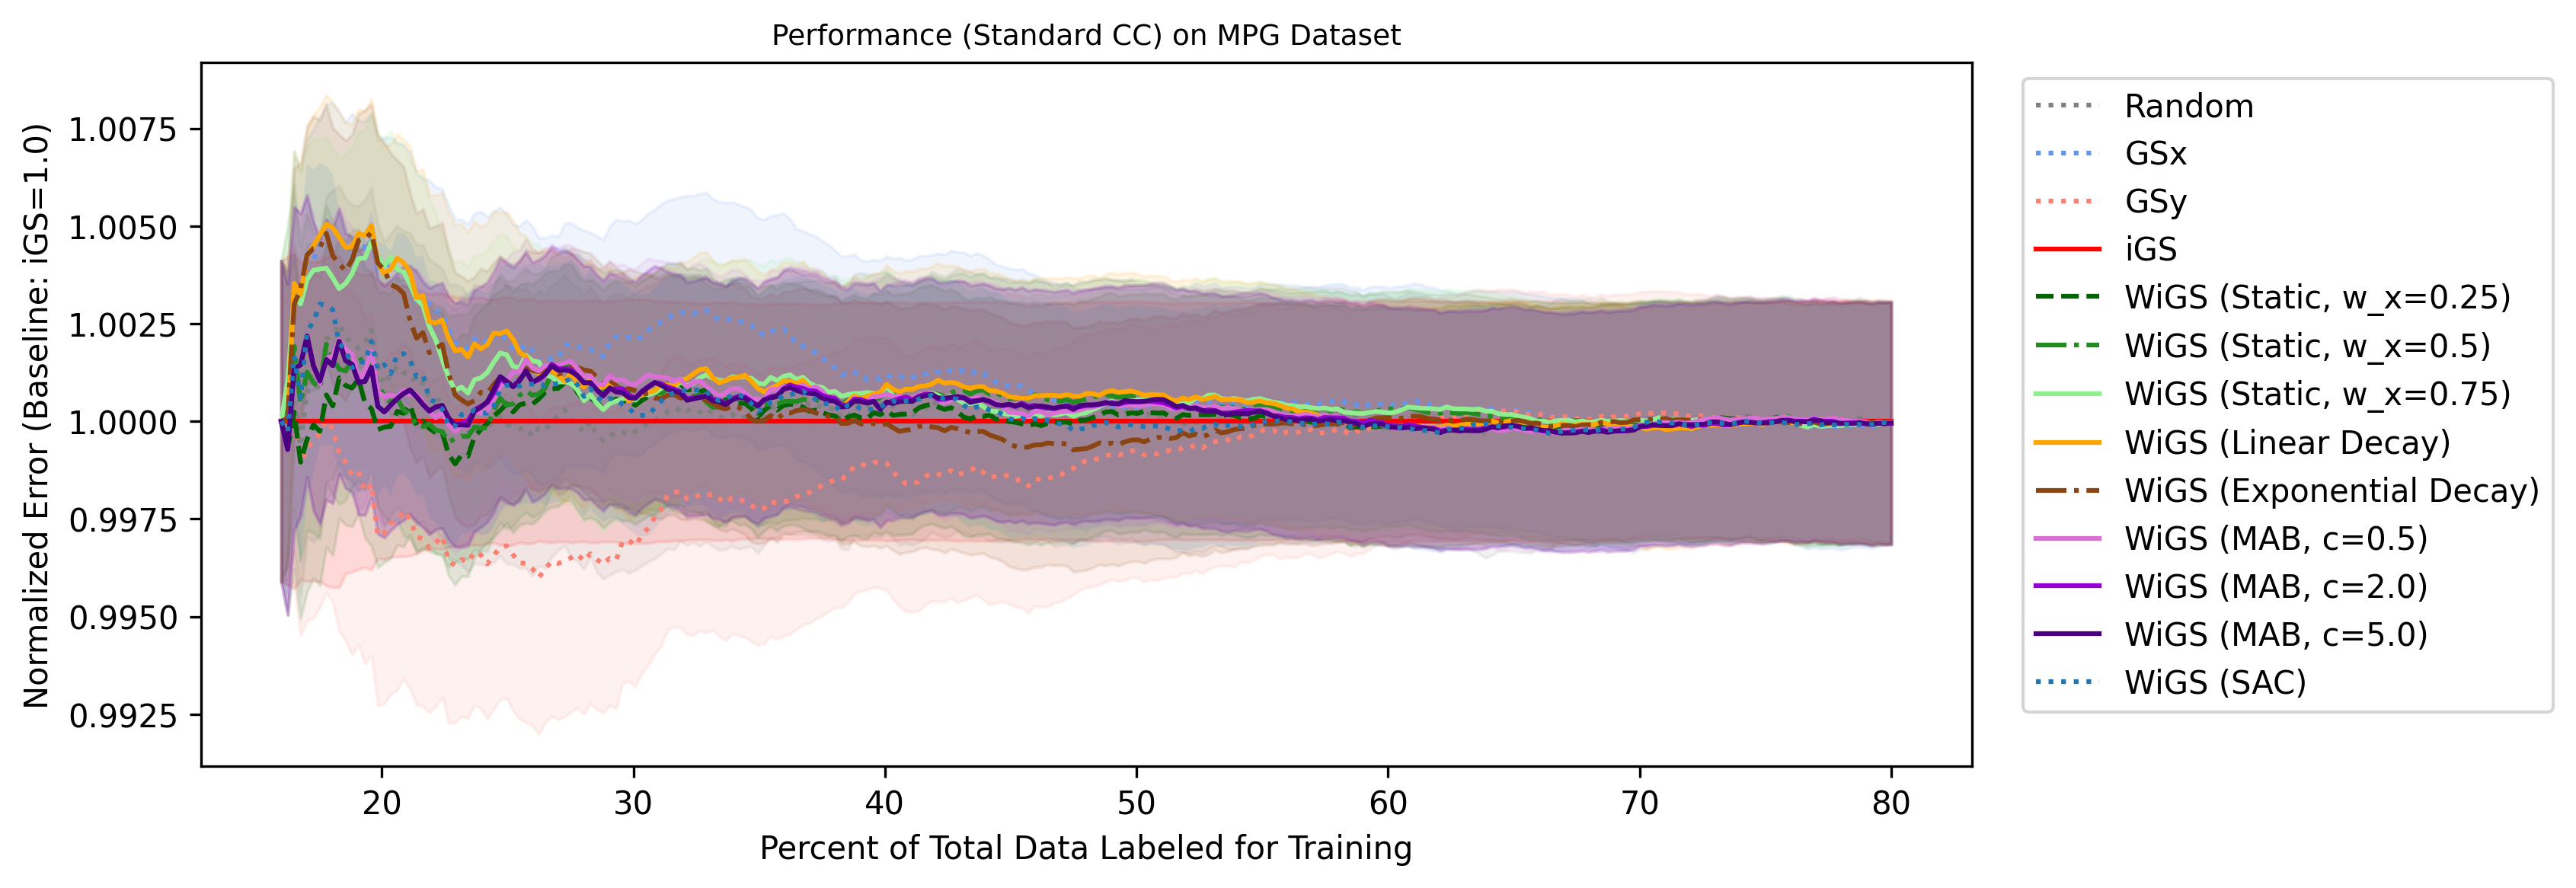 Performance (Standard CC) on MPG Dataset
Normalized Error (Baseline: iGS=1.0)
1.0075
1.0050
1.0025
1.0000
0.9975
0.9950
0.9925
20 30 40 50 60 70 80
Percent of Total Data Labeled for Training
Random
GSx
GSy
iGS
WiGS (Static, w_x=0.25)
WiGS (Static, w_x=0.5)
WiGS (Static, w_x=0.75)
WiGS (Linear Decay)
WiGS (Exponential Decay)
WiGS (MAB, c=0.5)
WiGS (MAB, c=2.0)
WiGS (MAB, c=5.0)
WiGS (SAC)